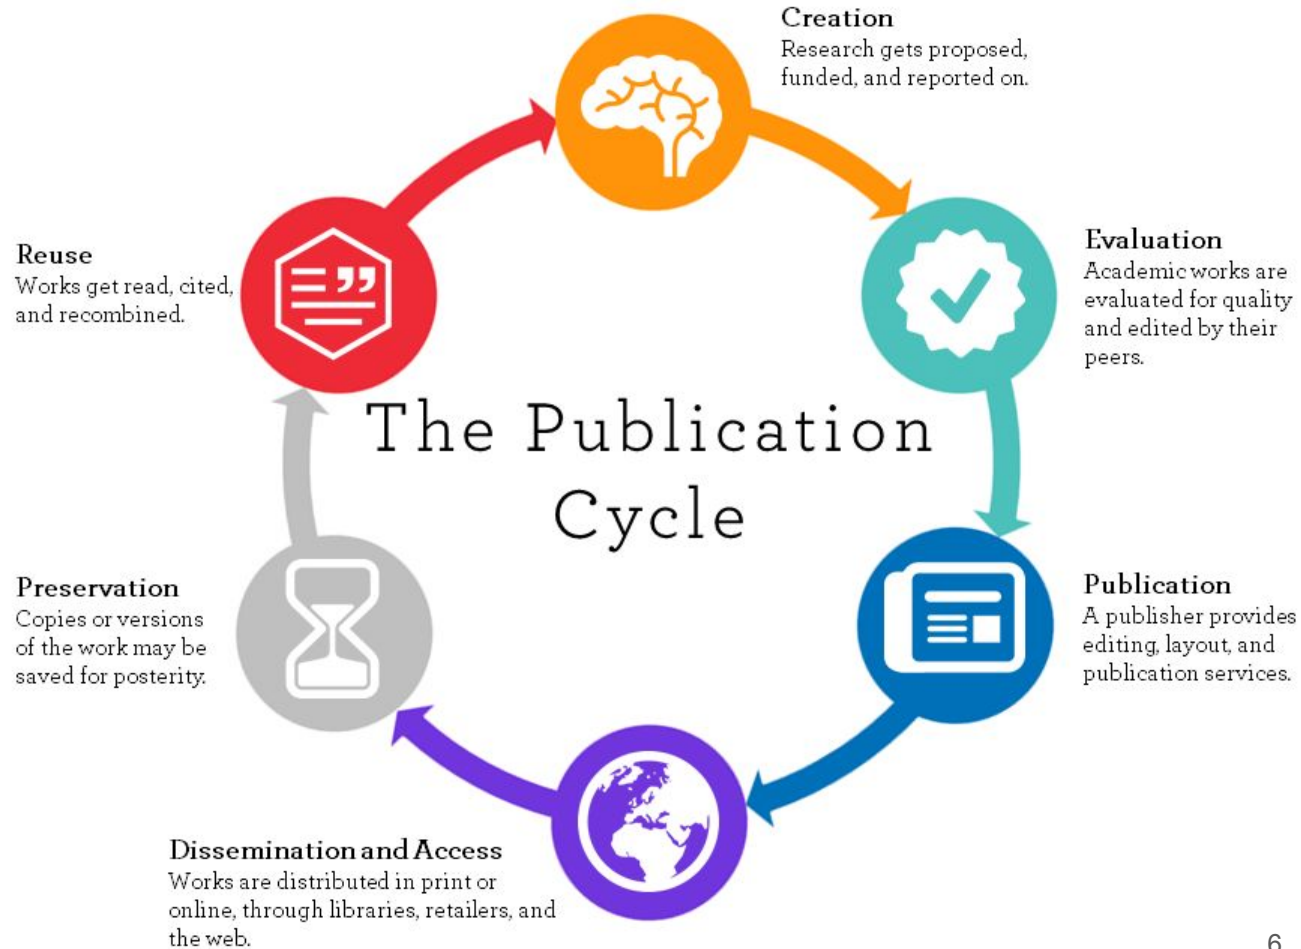 Creation
Research gets proposed,
funded, and reported on.
Evaluation
Academic works are
evaluated for quality
and edited by their
peers.
Publication
A publisher provides
editing, layout, and
publication services.
Dissemination and Access
Works are distributed in print or
online, through libraries, retailers, and
the web.
Preservation
Copies or versions
of the work may be
saved for posterity.
Reuse
Works get read, cited,
and recombined.
The Publication
Cycle
6